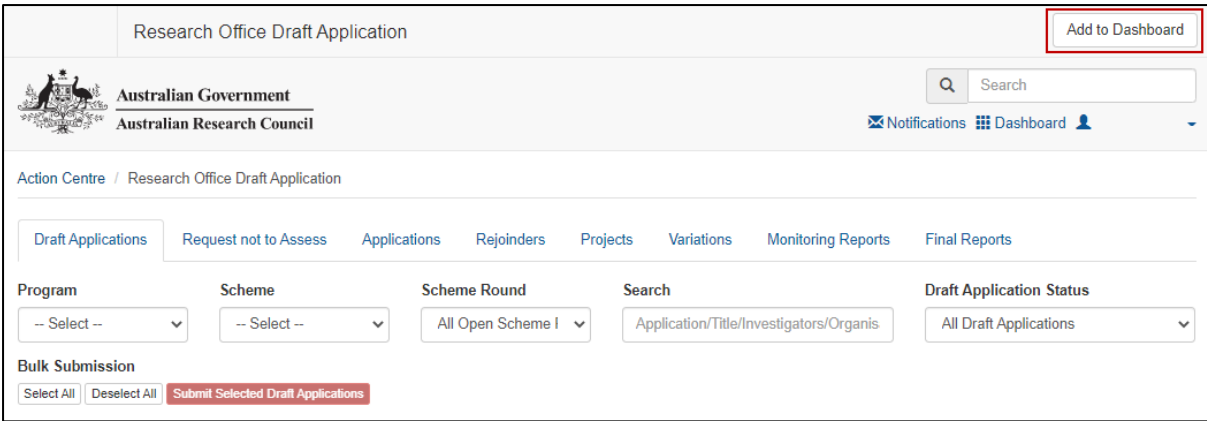 Research Office Draft Application
Add to Dashboard
Australian Government
Australian Research Council
Search
Notifications Dashboard
Action Centre / Research Office Draft Application
Draft Applications Request not to Assess Applications Rejoinders Projects Variations Monitoring Reports Final Reports
Program Scheme Scheme Round Search Draft Application Status
-- Select -- -- Select -- All Open Scheme Application/Title/Investigators/Organis All Draft Applications
Bulk Submission
Select All Deselect All Submit Selected Draft Applications